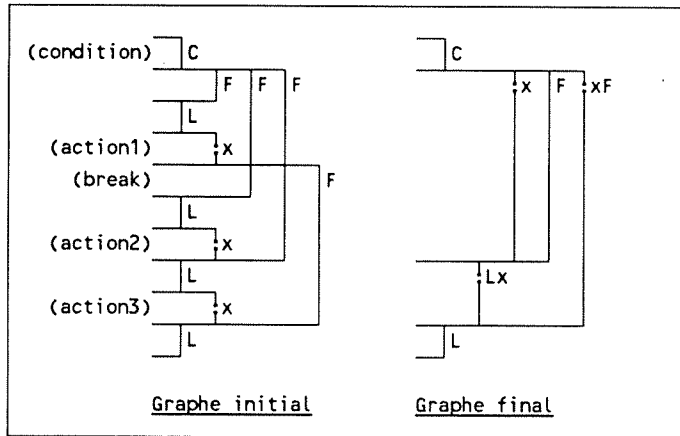 (condition) C C
F F F x F xF
L
(action1) x
(break) F
L
(action2) x
L Lx
(action3) x
L L
Graphe initial Graphe final